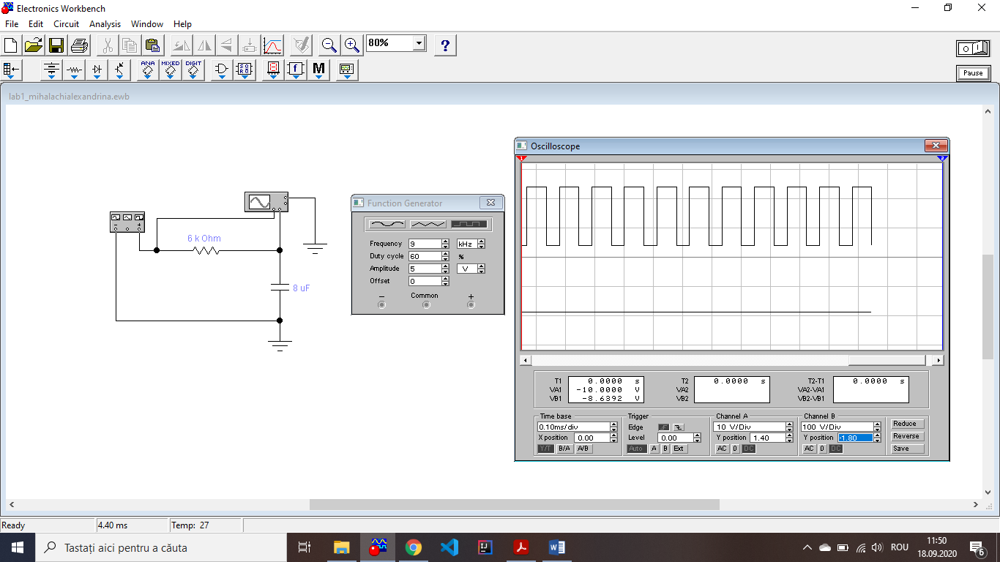 Electronics Workbench
File Edit Circuit Analysis Window Help
80%
?
O I
ANA MIXED DIGIT
f M
Pause
lab1_mihalachialexandrina.ewb
6 k Ohm
8 uF
Function Generator
Frequency 9 kHz
Duty cycle 60 %
Amplitude 5 V
Offset 0
− Common +
Oscilloscope
1 2
T1 0.0000 s T2 0.0000 s T2-T1 0.0000 s
VA1 -10.0000 V VA2 VA2-VA1
VB1 -8.6392 V VB2 VB2-VB1
Time base Trigger Channel A Channel B
0.10ms/div Edge 10 V/Div 100 V/Div Reduce
X position 0.00 Level 0.00 Y position 1.40 Y position -1.80 Reverse
Y/T B/A A/B Auto A B Ext AC 0 DC AC 0 DC Save
Ready 4.40 ms Temp: 27
Tastați aici pentru a căuta
ROU
11:50
18.09.2020
6